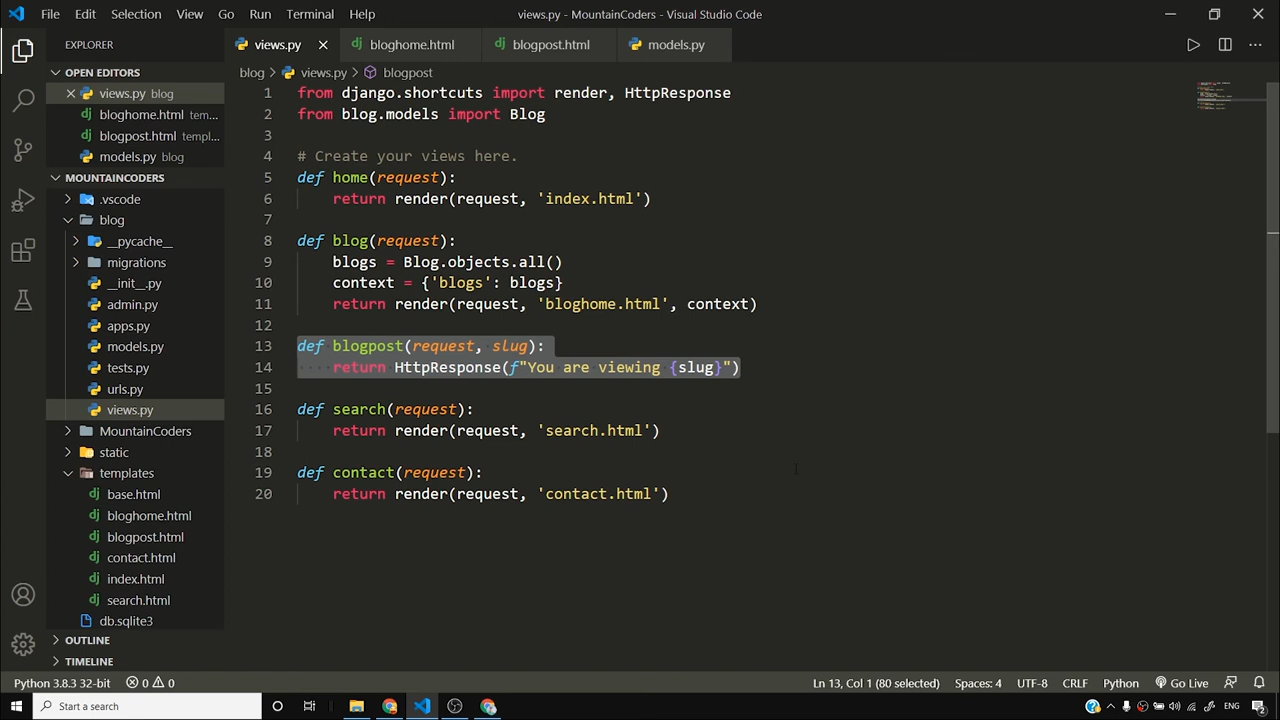 File Edit Selection View Go Run Terminal Help views.py • MountainCoders - Visual Studio Code
EXPLORER
OPEN EDITORS
views.py blog
bloghome.html tem...
blogpost.html templ...
models.py blog
MOUNTAINCODERS
.vscode
blog
__pycache__
migrations
__init__.py
admin.py
apps.py
models.py
tests.py
urls.py
views.py
MountainCoders
static
templates
base.html
bloghome.html
blogpost.html
contact.html
index.html
search.html
db.sqlite3
OUTLINE
TIMELINE
views.py bloghome.html blogpost.html models.py
blog > views.py > blogpost
1 from django.shortcuts import render, HttpResponse
2 from blog.models import Blog
3
4 # Create your views here.
5 def home(request):
6 return render(request, 'index.html')
7
8 def blog(request):
9 blogs = Blog.objects.all()
10 context = {'blogs': blogs}
11 return render(request, 'bloghome.html', context)
12
13 def blogpost(request, slug):
14 return HttpResponse(f"You are viewing {slug}")
15
16 def search(request):
17 return render(request, 'search.html')
18
19 def contact(request):
20 return render(request, 'contact.html')
Python 3.8.3 32-bit 0 0 Ln 13, Col 1 (80 selected) Spaces: 4 UTF-8 CRLF Python Go Live
Start a search ENG